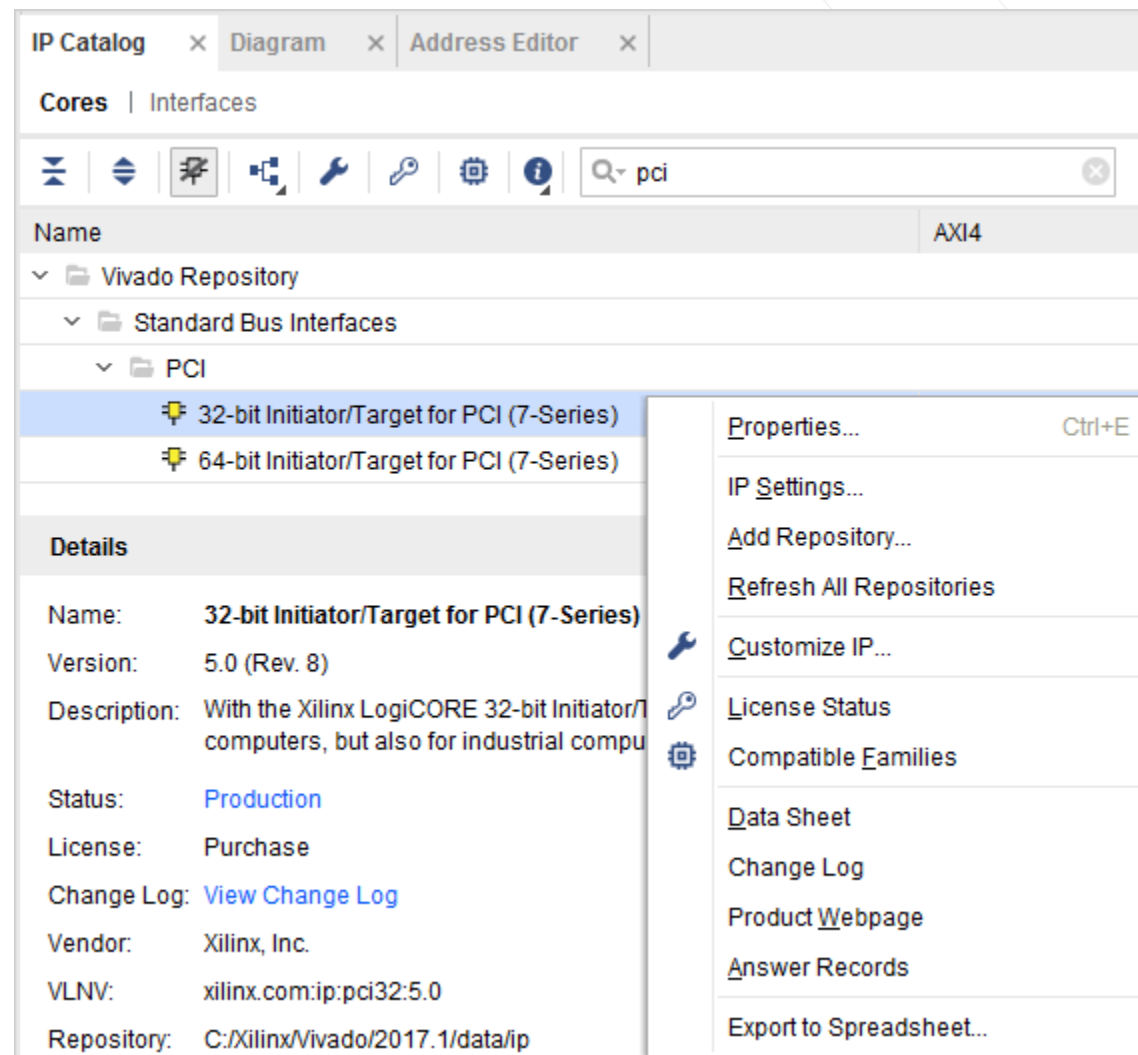 IP Catalog × Diagram × Address Editor ×
Cores | Interfaces
pci
Name AXI4
Vivado Repository
Standard Bus Interfaces
PCI
32-bit Initiator/Target for PCI (7-Series)
64-bit Initiator/Target for PCI (7-Series)
Properties... Ctrl+E
IP Settings...
Add Repository...
Refresh All Repositories
Customize IP...
License Status
Compatible Families
Data Sheet
Change Log
Product Webpage
Answer Records
Export to Spreadsheet...
Details
Name: 32-bit Initiator/Target for PCI (7-Series)
Version: 5.0 (Rev. 8)
Description: With the Xilinx LogiCORE 32-bit Initiator/
computers, but also for industrial compu
Status: Production
License: Purchase
Change Log: View Change Log
Vendor: Xilinx, Inc.
VLNV: xilinx.com:ip:pci32:5.0
Repository: C:/Xilinx/Vivado/2017.1/data/ip